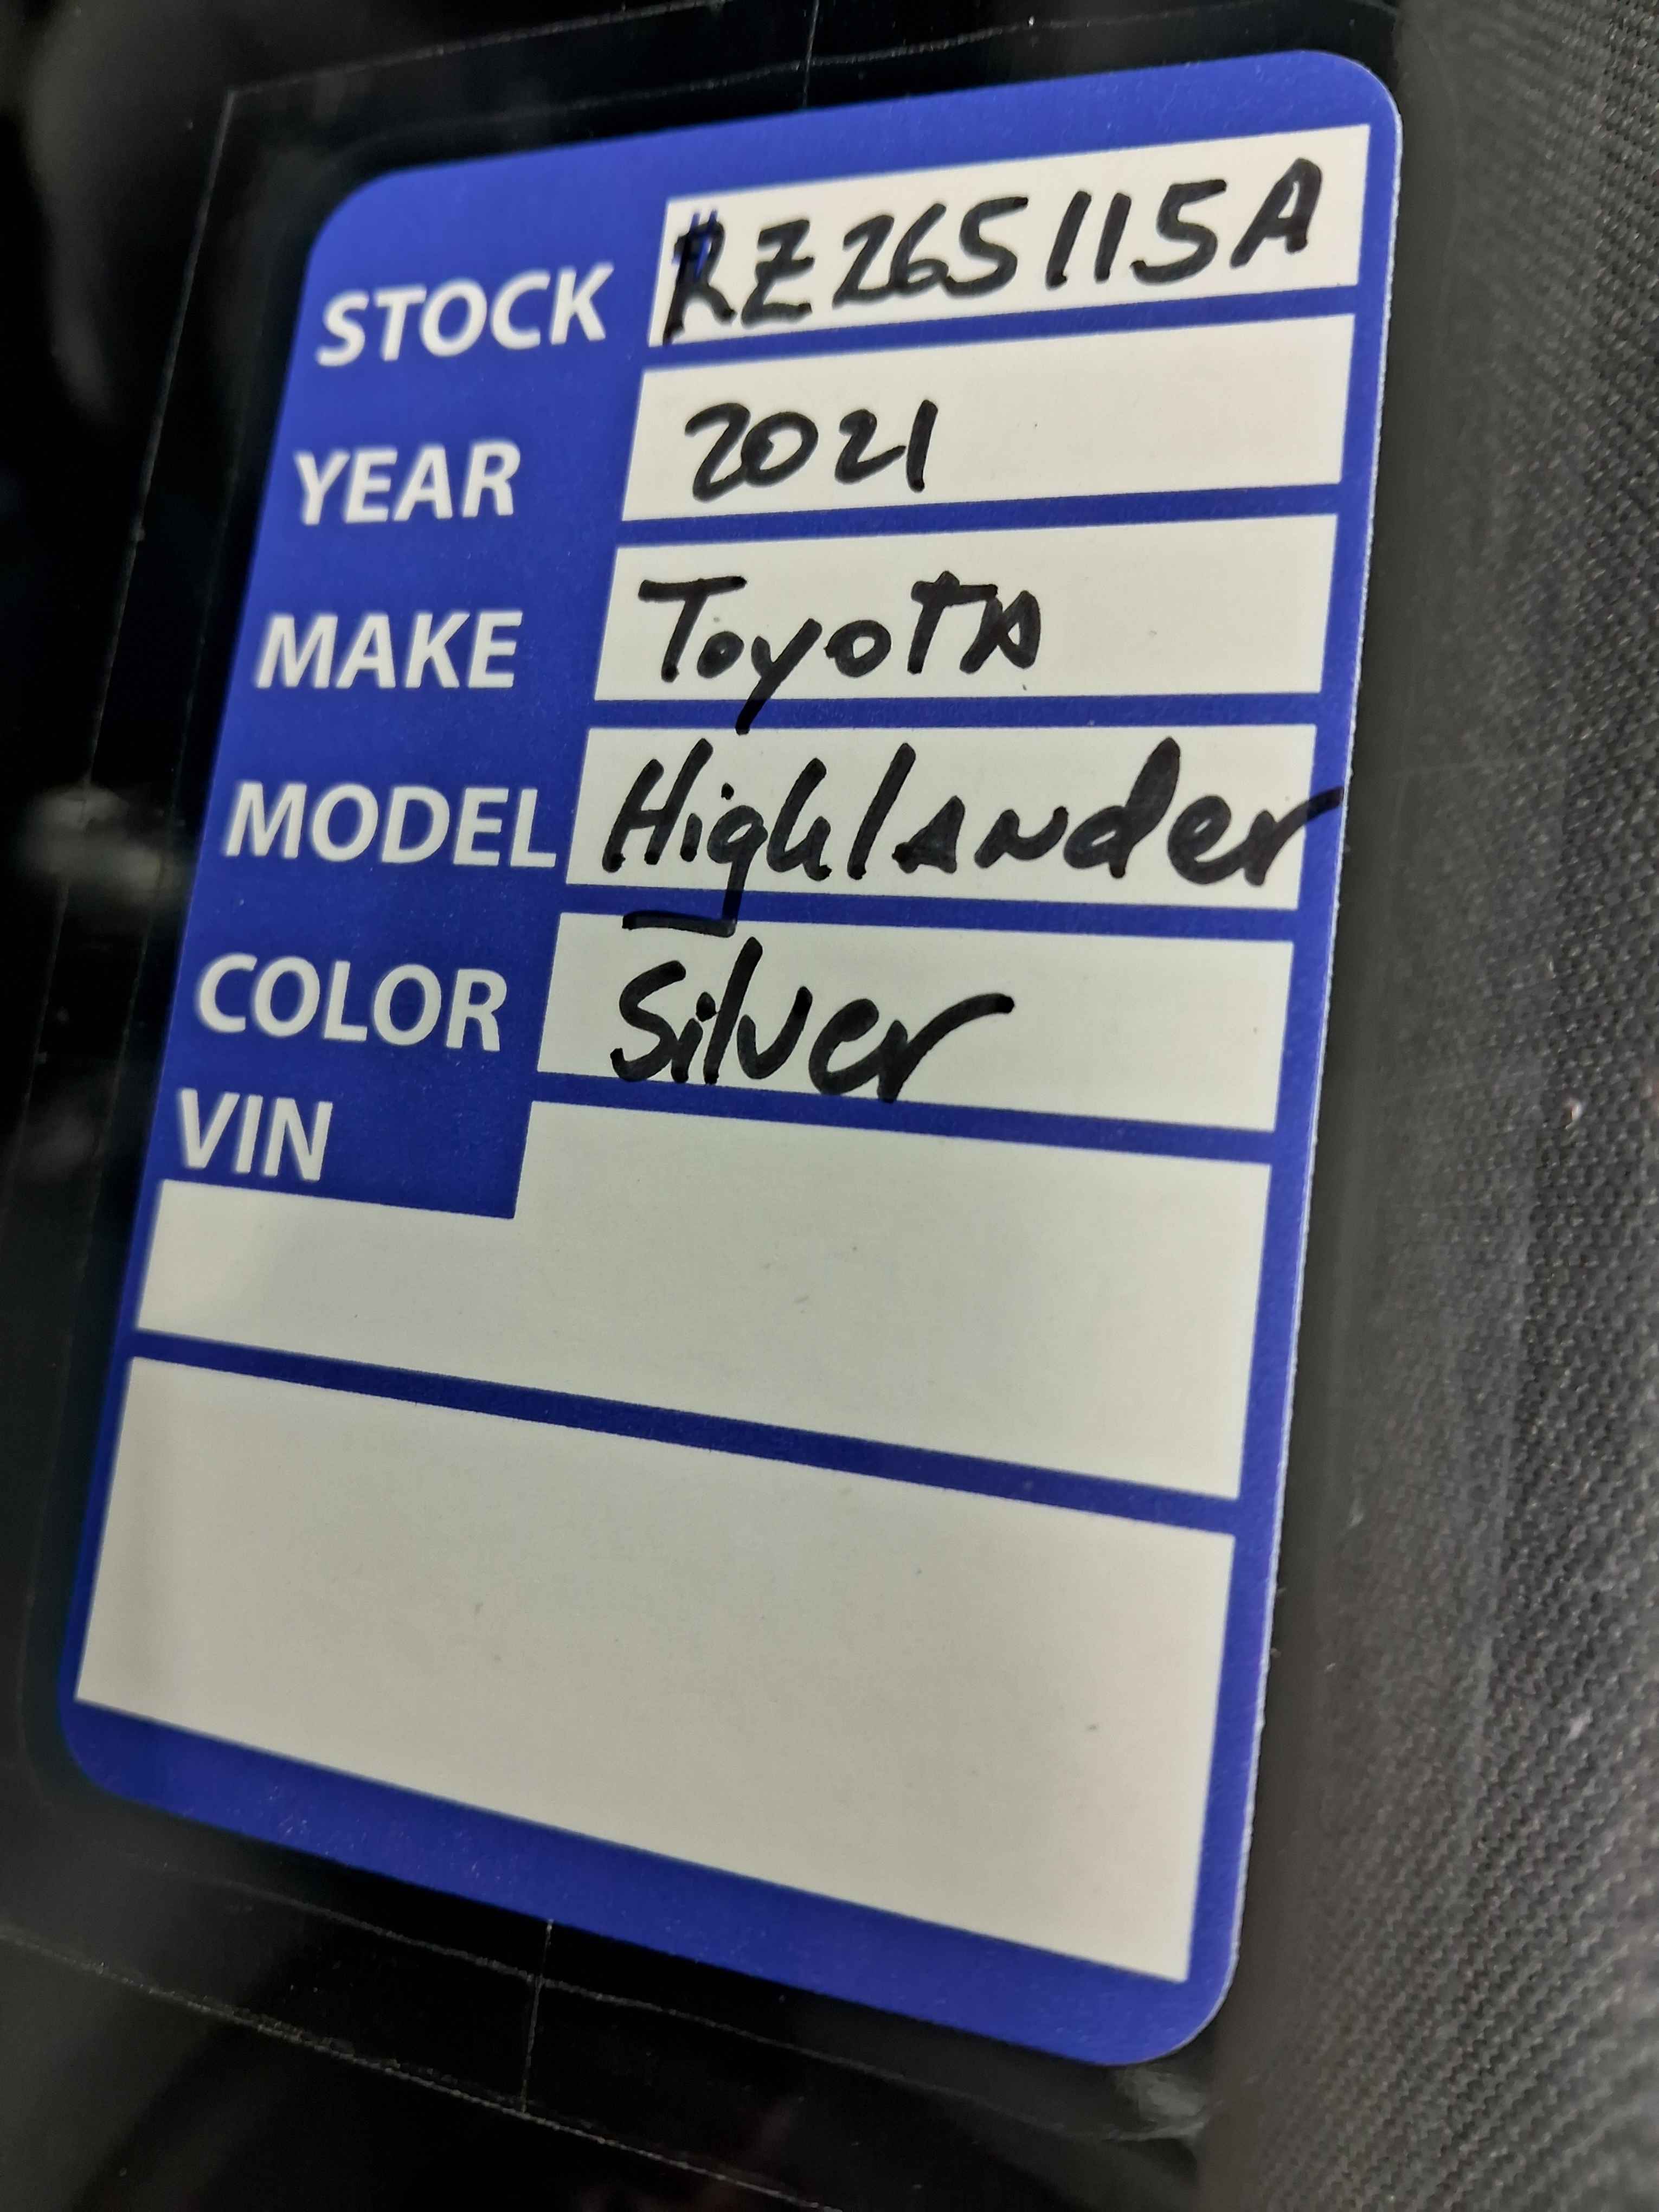 STOCK RZ265115A
YEAR 2021
MAKE Toyota
MODEL Highlander
COLOR Silver
VIN